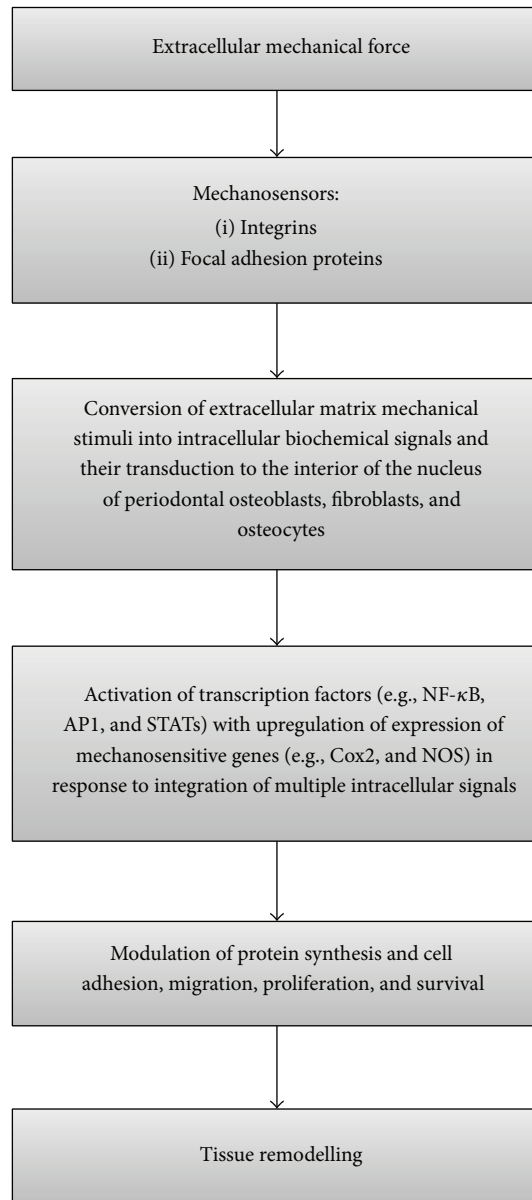 Extracellular mechanical force
Mechanosensors:
(i) Integrins
(ii) Focal adhesion proteins
Conversion of extracellular matrix mechanical
stimuli into intracellular biochemical signals and
their transduction to the interior of the nucleus
of periodontal osteoblasts, fibroblasts, and
osteocytes
Activation of transcription factors (e.g., NF-κB,
AP1, and STATs) with upregulation of expression of
mechanosensitive genes (e.g., Cox2, and NOS) in
response to integration of multiple intracellular signals
Modulation of protein synthesis and cell
adhesion, migration, proliferation, and survival
Tissue remodelling